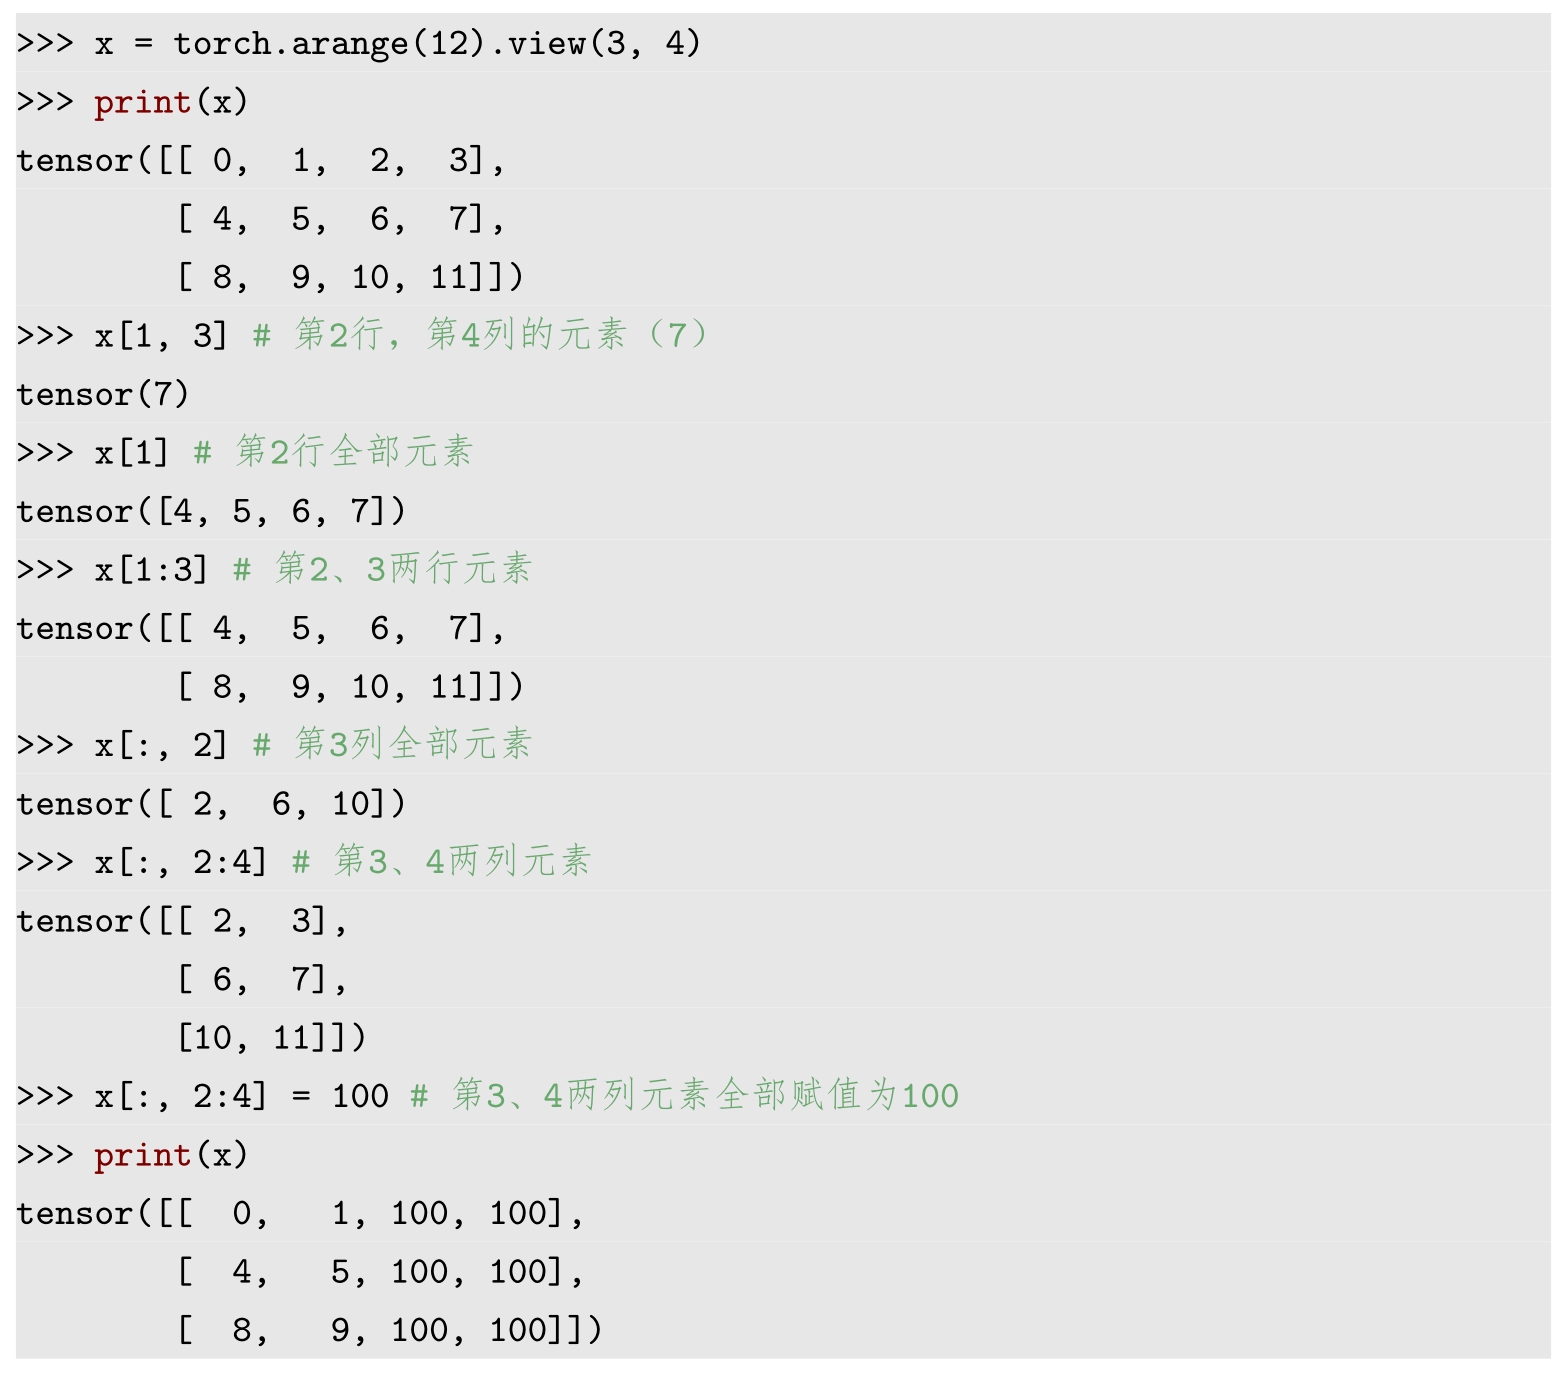 >>> x = torch.arange(12).view(3, 4)
>>> print(x)
tensor([[ 0,  1,  2,  3],
        [ 4,  5,  6,  7],
        [ 8,  9, 10, 11]])
>>> x[1, 3] # 第2行，第4列的元素（7）
tensor(7)
>>> x[1] # 第2行全部元素
tensor([4, 5, 6, 7])
>>> x[1:3] # 第2、3两行元素
tensor([[ 4,  5,  6,  7],
        [ 8,  9, 10, 11]])
>>> x[:, 2] # 第3列全部元素
tensor([ 2,  6, 10])
>>> x[:, 2:4] # 第3、4两列元素
tensor([[ 2,  3],
        [ 6,  7],
        [10, 11]])
>>> x[:, 2:4] = 100 # 第3、4两列元素全部赋值为100
>>> print(x)
tensor([[  0,   1, 100, 100],
        [  4,   5, 100, 100],
        [  8,   9, 100, 100]])